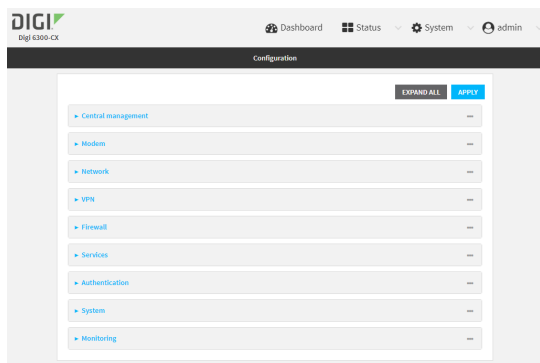 DIGI
Digi 6300-CX
Dashboard Status System admin
Configuration
EXPAND ALL APPLY
Central management
Modem
Network
VPN
Firewall
Services
Authentication
System
Monitoring